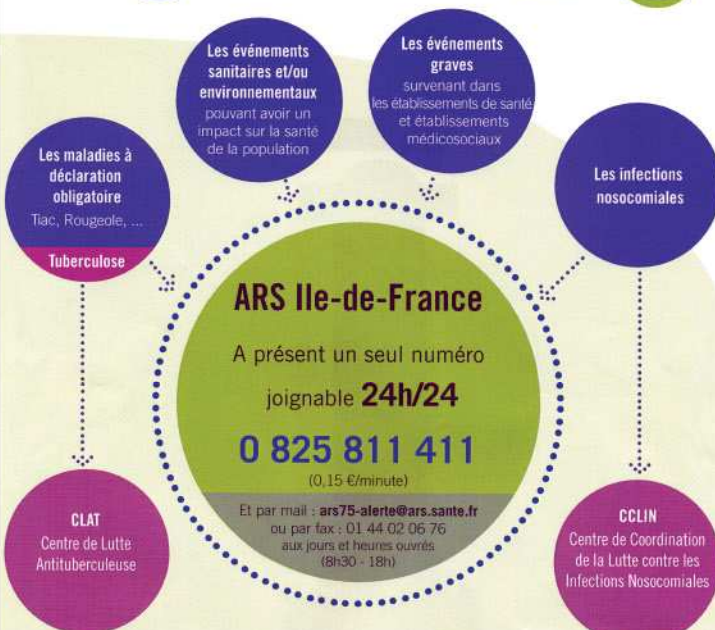 Les événements
sanitaires et/ou
environnementaux
pouvant avoir un
impact sur la santé
de la population
Les événements
graves
survenant dans
les établissements de santé
et établissements
médicosociaux
Les maladies à
déclaration
obligatoire
Tiac, Rougeole, ...
Tuberculose
Les infections
nosocomiales
ARS Ile-de-France
A présent un seul numéro
joignable 24h/24
0 825 811 411
(0,15 €/minute)
Et par mail : ars75-alerte@ars.sante.fr
ou par fax : 01 44 02 06 76
aux jours et heures ouvrés
(8h30 - 18h)
CLAT
Centre de Lutte
Antituberculeuse
CCLIN
Centre de Coordination
de la Lutte contre les
Infections Nosocomiales